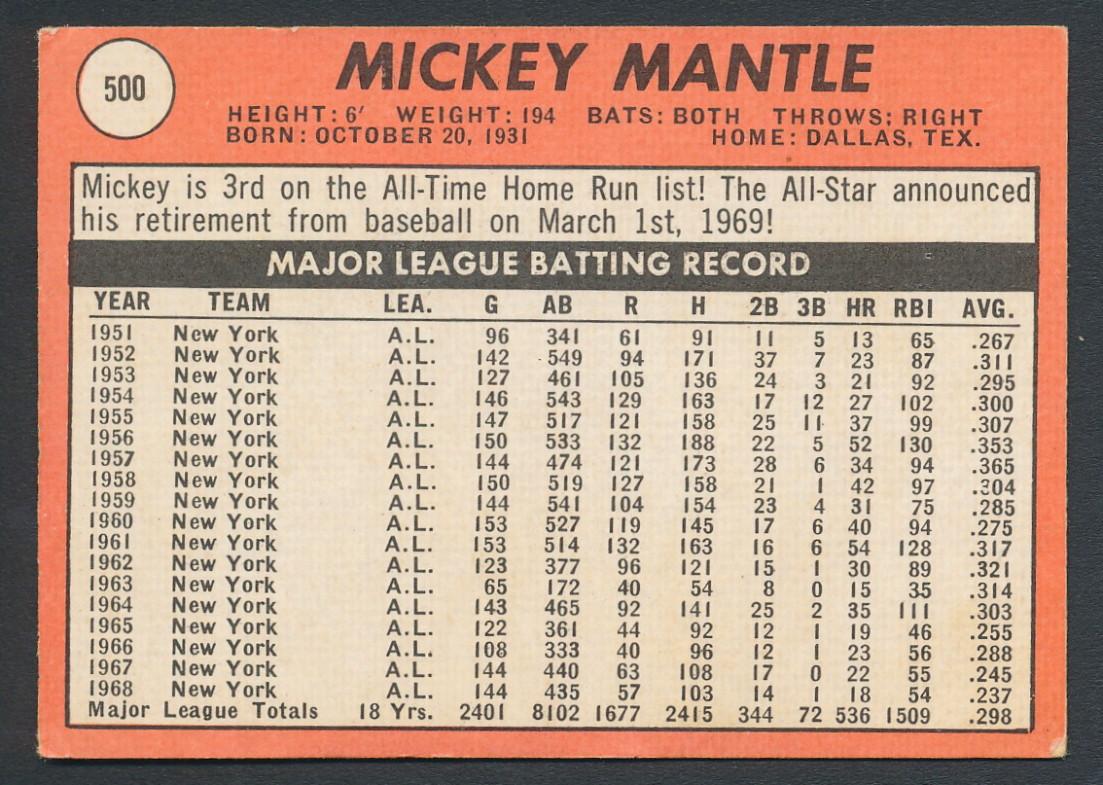 500
MICKEY MANTLE
HEIGHT: 6' WEIGHT: 194 BATS: BOTH THROWS: RIGHT
BORN: OCTOBER 20, 1931 HOME: DALLAS, TEX.
Mickey is 3rd on the All-Time Home Run list! The All-Star announced
his retirement from baseball on March 1st, 1969!
MAJOR LEAGUE BATTING RECORD
YEAR TEAM LEA. G AB R H 2B 3B HR RBI AVG.
1951 New York A.L. 96 341 61 91 11 5 13 65 .267
1952 New York A.L. 142 549 94 171 37 7 23 87 .311
1953 New York A.L. 127 461 105 136 24 3 21 92 .295
1954 New York A.L. 146 543 129 163 17 12 27 102 .300
1955 New York A.L. 147 517 121 158 25 11 37 99 .307
1956 New York A.L. 150 533 132 188 22 5 52 130 .353
1957 New York A.L. 144 474 121 173 28 6 34 94 .365
1958 New York A.L. 150 519 127 158 21 1 42 97 .304
1959 New York A.L. 144 541 104 154 23 4 31 75 .285
1960 New York A.L. 153 527 119 145 17 6 40 94 .275
1961 New York A.L. 153 514 132 163 16 6 54 128 .317
1962 New York A.L. 123 377 96 121 15 1 30 89 .321
1963 New York A.L. 65 172 40 54 8 0 15 35 .314
1964 New York A.L. 143 465 92 141 25 2 35 111 .303
1965 New York A.L. 122 361 44 92 12 1 19 46 .255
1966 New York A.L. 108 333 40 96 12 1 23 56 .288
1967 New York A.L. 144 440 63 108 17 0 22 55 .245
1968 New York A.L. 144 435 57 103 14 1 18 54 .237
Major League Totals 18 Yrs. 2401 8102 1677 2415 344 72 536 1509 .298